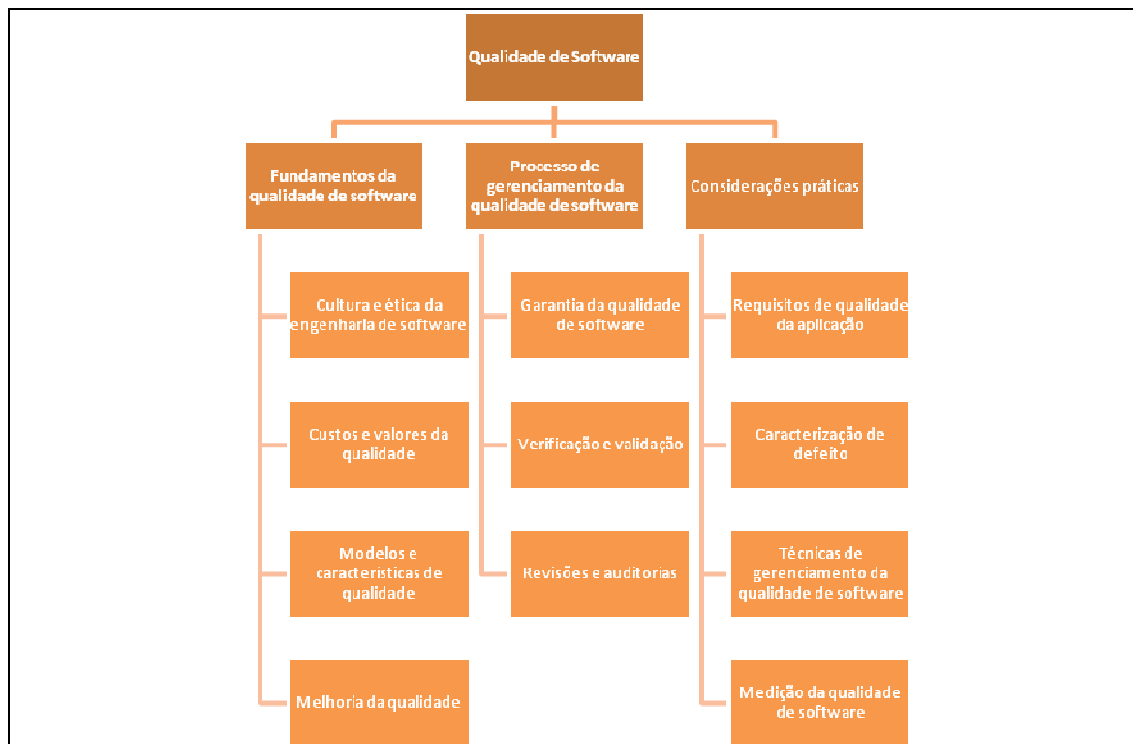 Qualidade de Software
Fundamentos da
qualidade de software
Processo de
gerenciamento da
qualidade de software
Considerações práticas
Cultura e ética da
engenharia de software
Custos e valores da
qualidade
Modelos e
características de
qualidade
Melhoria da qualidade
Garantia da qualidade
de software
Verificação e validação
Revisões e auditorias
Requisitos de qualidade
da aplicação
Caracterização de
defeito
Técnicas de
gerenciamento da
qualidade de software
Medição da qualidade
de software